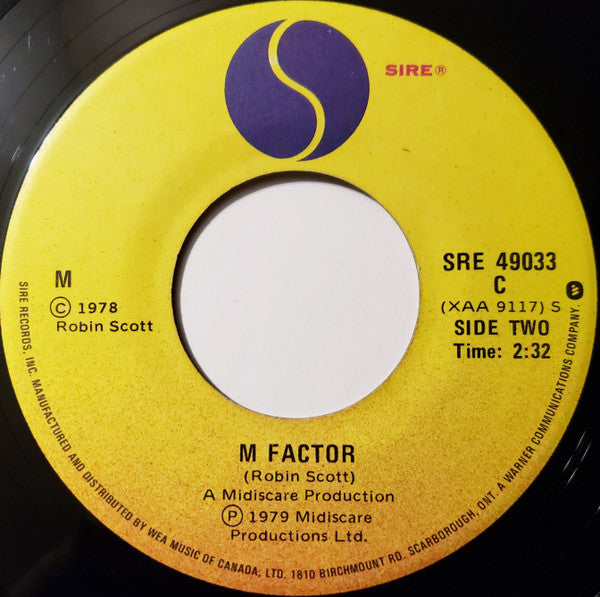 SIRE®
M
© 1978
Robin Scott
SRE 49033
C
(XAA 9117) S
SIDE TWO
Time: 2:32
M FACTOR
(Robin Scott)
A Midiscare Production
℗ 1979 Midiscare
Productions Ltd.
SIRE RECORDS, INC. MANUFACTURED AND DISTRIBUTED BY WEA MUSIC OF CANADA, LTD. 1810 BIRCHMOUNT RD. SCARBOROUGH, ONT. A WARNER COMMUNICATIONS COMPANY.